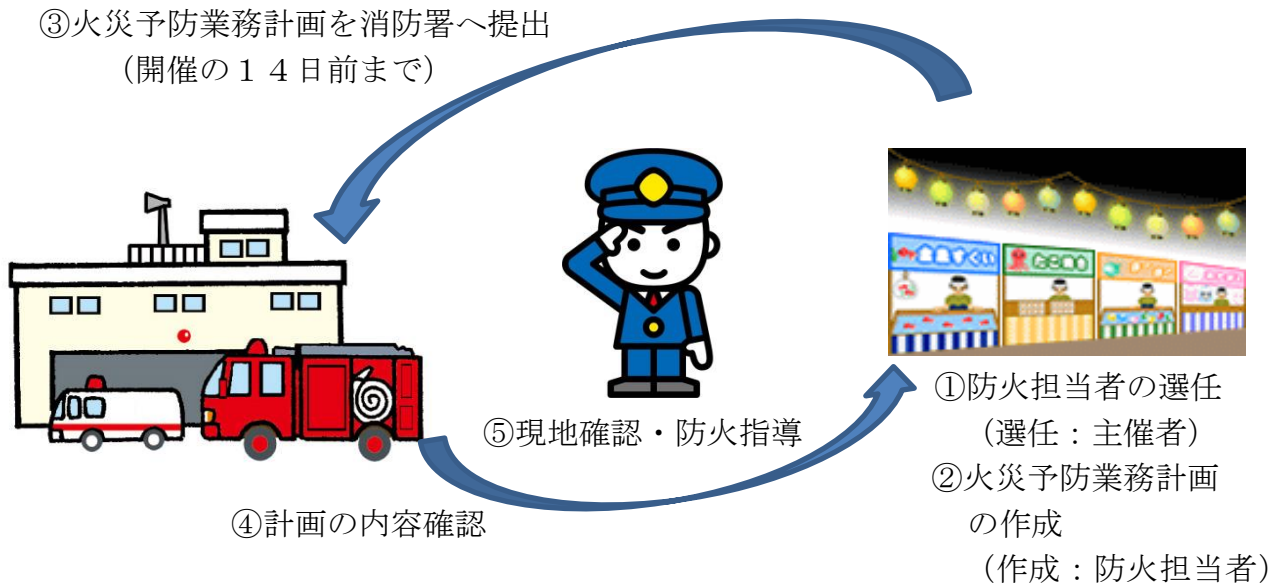 ③火災予防業務計画を消防署へ提出
（開催の１４日前まで）
⑤現地確認・防火指導
④計画の内容確認
①防火担当者の選任
（選任：主催者）
②火災予防業務計画
の作成
（作成：防火担当者）